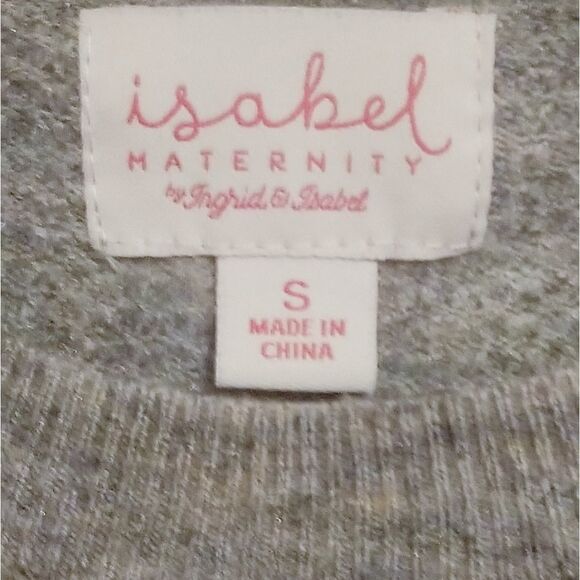 isabel
MATERNITY
by Ingrid & Isabel
S
MADE IN
CHINA